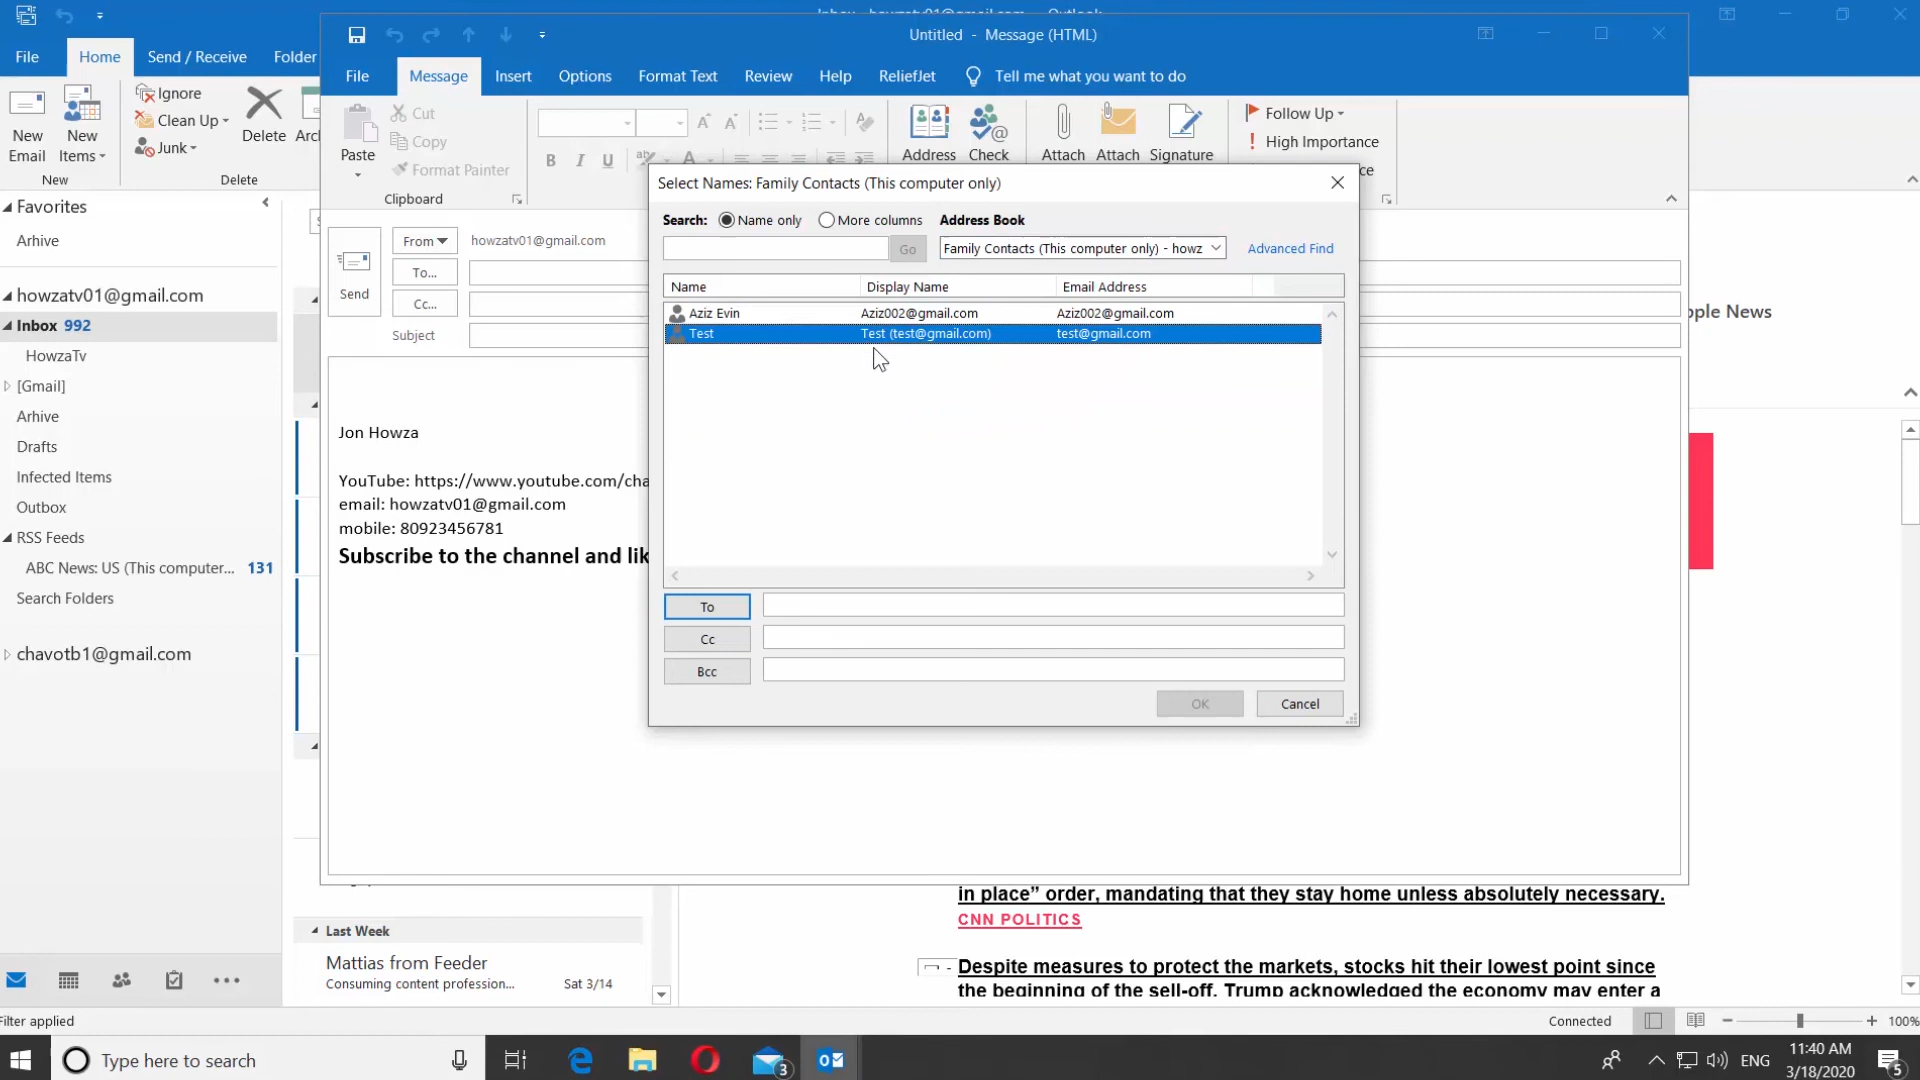 Inbox - howzatv01@gmail.com - Outlook
File Home Send / Receive Folder
New Email
New Items
Ignore
Clean Up
Junk
Delete
New
Delete
Untitled - Message (HTML)
File Message Insert Options Format Text Review Help ReliefJet Tell me what you want to do
Paste
Cut
Copy
Format Painter
Clipboard
B I U
Address
Check
Attach
Attach
Signature
Follow Up
High Importance
Favorites
Arhive
howzatv01@gmail.com
Inbox 992
HowzaTv
[Gmail]
Arhive
Drafts
Infected Items
Outbox
RSS Feeds
ABC News: US (This computer... 131
Search Folders
chavotb1@gmail.com
Send
From howzatv01@gmail.com
To...
Cc...
Subject
Jon Howza
YouTube: https://www.youtube.com/cha
email: howzatv01@gmail.com
mobile: 80923456781
Subscribe to the channel and lik
Select Names: Family Contacts (This computer only)
Search: Name only More columns Address Book
Go Family Contacts (This computer only) - howz Advanced Find
Name Display Name Email Address
Aziz Evin Aziz002@gmail.com Aziz002@gmail.com
Test Test (test@gmail.com) test@gmail.com
To
Cc
Bcc
OK Cancel
ople News
in place” order, mandating that they stay home unless absolutely necessary.
CNN POLITICS
Despite measures to protect the markets, stocks hit their lowest point since
the beginning of the sell-off. Trump acknowledged the economy may enter a
Last Week
Mattias from Feeder
Consuming content profession... Sat 3/14
Filter applied
Connected
100%
Type here to search
3
ENG
11:40 AM
3/18/2020
5